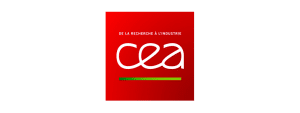 DE LA RECHERCHE À L'INDUSTRIE
cea